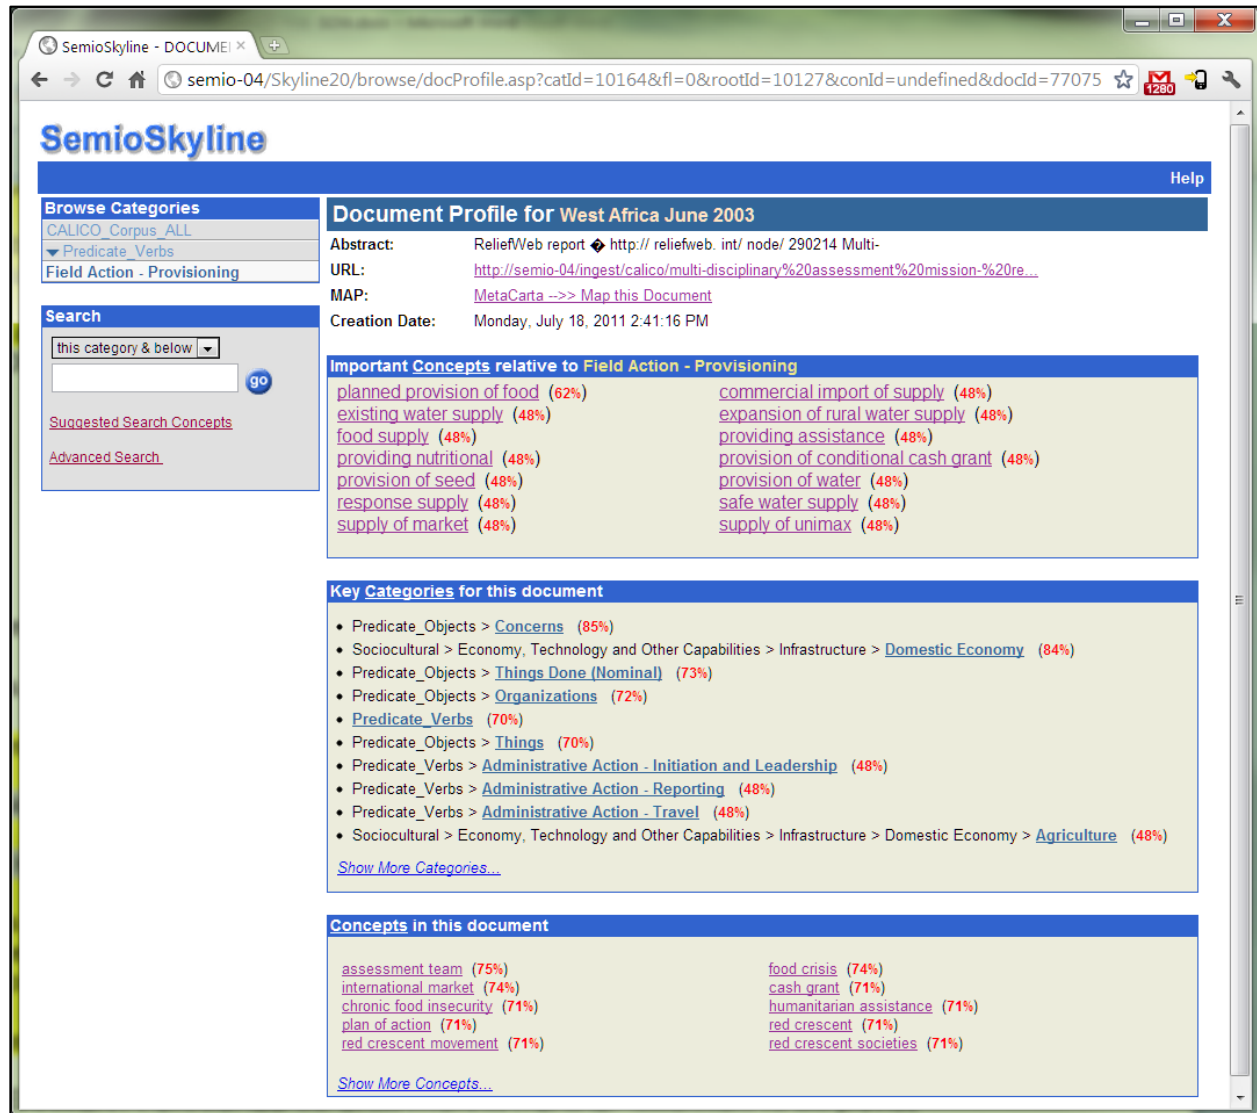 SemioSkyline - DOCUMEI
semio-04/Skyline20/browse/docProfile.asp?catId=10164&fl=0&rootId=10127&conId=undefined&docId=77075
1280
SemioSkyline
Help
Browse Categories
CALICO_Corpus_ALL
Predicate_Verbs
Field Action - Provisioning
Search
this category & below
go
Suggested Search Concepts
Advanced Search
Document Profile for West Africa June 2003
Abstract: ReliefWeb report � http:// reliefweb. int/ node/ 290214 Multi-
URL: http://semio-04/ingest/calico/multi-disciplinary%20assessment%20mission-%20re...
MAP: MetaCarta -->> Map this Document
Creation Date: Monday, July 18, 2011 2:41:16 PM
Important Concepts relative to Field Action - Provisioning
planned provision of food (62%) commercial import of supply (48%)
existing water supply (48%) expansion of rural water supply (48%)
food supply (48%) providing assistance (48%)
providing nutritional (48%) provision of conditional cash grant (48%)
provision of seed (48%) provision of water (48%)
response supply (48%) safe water supply (48%)
supply of market (48%) supply of unimax (48%)
Key Categories for this document
• Predicate_Objects > Concerns (85%)
• Sociocultural > Economy, Technology and Other Capabilities > Infrastructure > Domestic Economy (84%)
• Predicate_Objects > Things Done (Nominal) (73%)
• Predicate_Objects > Organizations (72%)
• Predicate_Verbs (70%)
• Predicate_Objects > Things (70%)
• Predicate_Verbs > Administrative Action - Initiation and Leadership (48%)
• Predicate_Verbs > Administrative Action - Reporting (48%)
• Predicate_Verbs > Administrative Action - Travel (48%)
• Sociocultural > Economy, Technology and Other Capabilities > Infrastructure > Domestic Economy > Agriculture (48%)
Show More Categories...
Concepts in this document
assessment team (75%) food crisis (74%)
international market (74%) cash grant (71%)
chronic food insecurity (71%) humanitarian assistance (71%)
plan of action (71%) red crescent (71%)
red crescent movement (71%) red crescent societies (71%)
Show More Concepts...